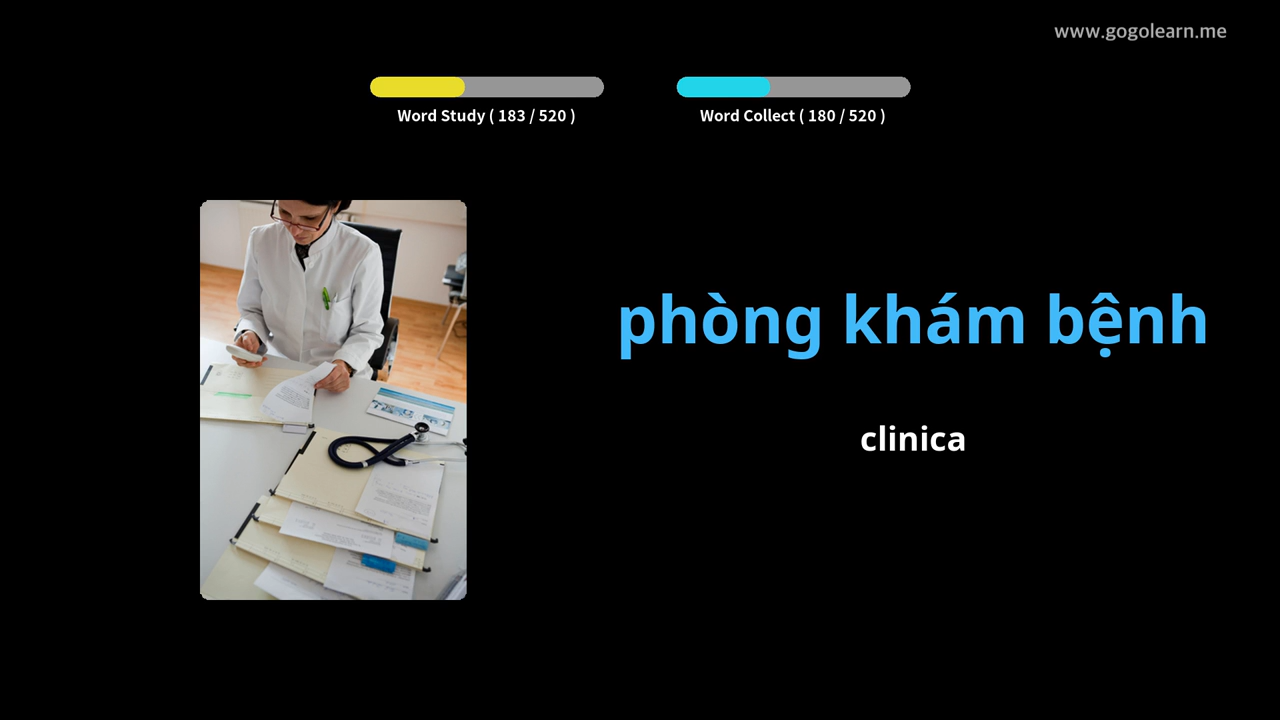 www.gogolearn.me
Word Study ( 183 / 520 )
Word Collect ( 180 / 520 )
phòng khám bệnh
clinica